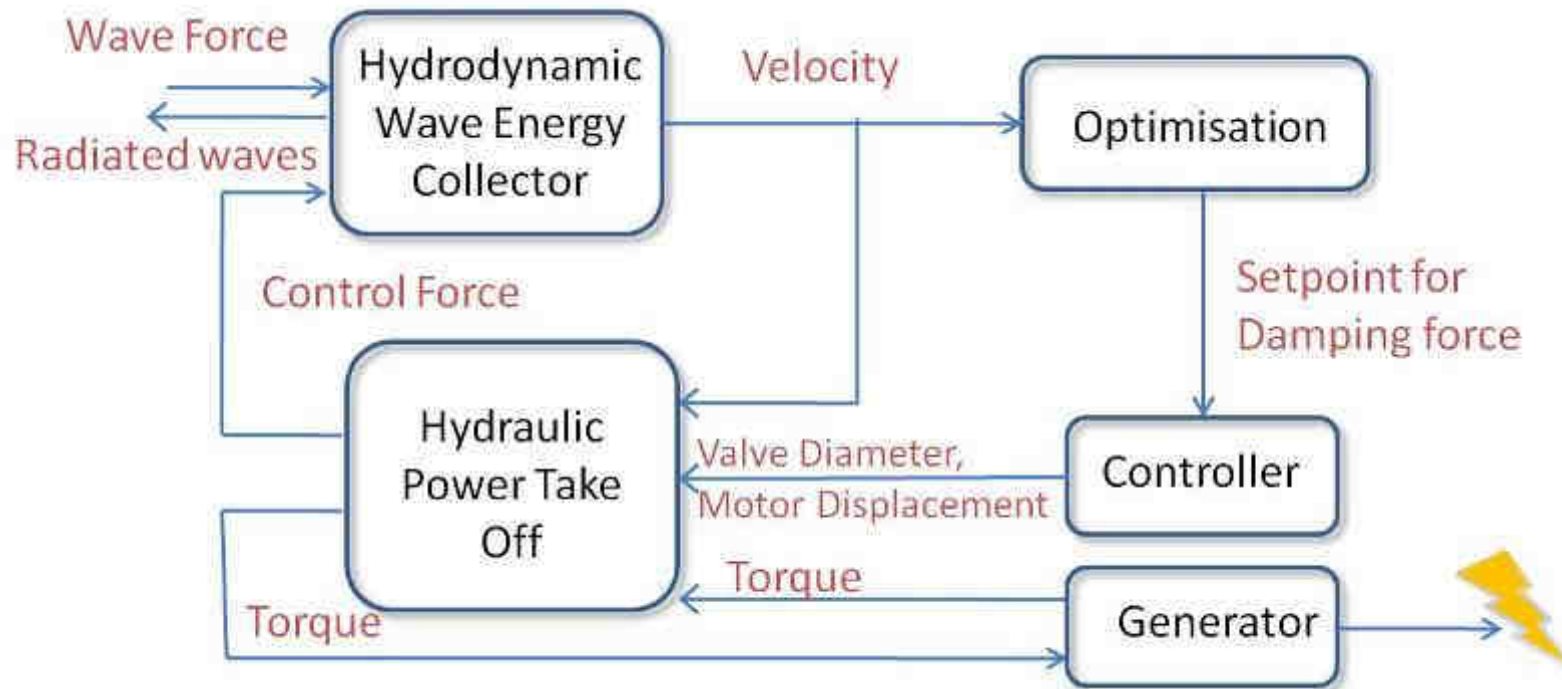 Wave Force
Radiated waves
Hydrodynamic
Wave Energy
Collector
Velocity
Optimisation
Control Force
Setpoint for
Damping force
Hydraulic
Power Take
Off
Valve Diameter,
Motor Displacement
Controller
Torque
Torque
Generator